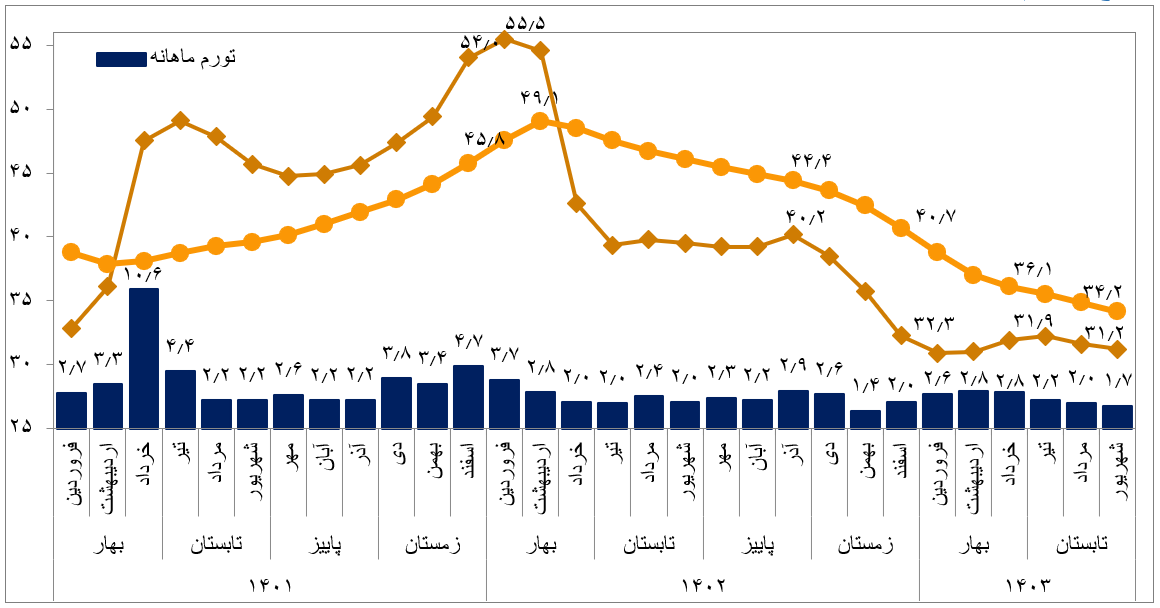 تورم ماهانه
۵۵
۵۰
۴۵
۴۰
۳۵
۳۰
۲۵
۵۴٫۰ ۵۵٫۵
۴۵٫۸ ۴۹٫۱ ۴۴٫۴ ۴۰٫۷ ۳۶٫۱ ۳۴٫۲
۴۰٫۲ ۳۲٫۳ ۳۱٫۹ ۳۱٫۲
۲٫۷ ۳٫۳ ۱۰٫۶ ۴٫۴ ۲٫۲ ۲٫۲ ۲٫۶ ۲٫۲ ۲٫۲ ۳٫۸ ۳٫۴ ۴٫۷ ۳٫۷ ۲٫۸ ۲٫۰ ۲٫۰ ۲٫۴ ۲٫۰ ۲٫۳ ۲٫۲ ۲٫۹ ۲٫۶ ۱٫۴ ۲٫۰ ۲٫۶ ۲٫۸ ۲٫۸ ۲٫۲ ۲٫۰ ۱٫۷
فروردین اردیبهشت خرداد تیر مرداد شهریور مهر آبان آذر دی بهمن اسفند فروردین اردیبهشت خرداد تیر مرداد شهریور مهر آبان آذر دی بهمن اسفند فروردین اردیبهشت خرداد تیر مرداد شهریور
بهار تابستان پاییز زمستان بهار تابستان پاییز زمستان بهار تابستان
۱۴۰۱ ۱۴۰۲ ۱۴۰۳